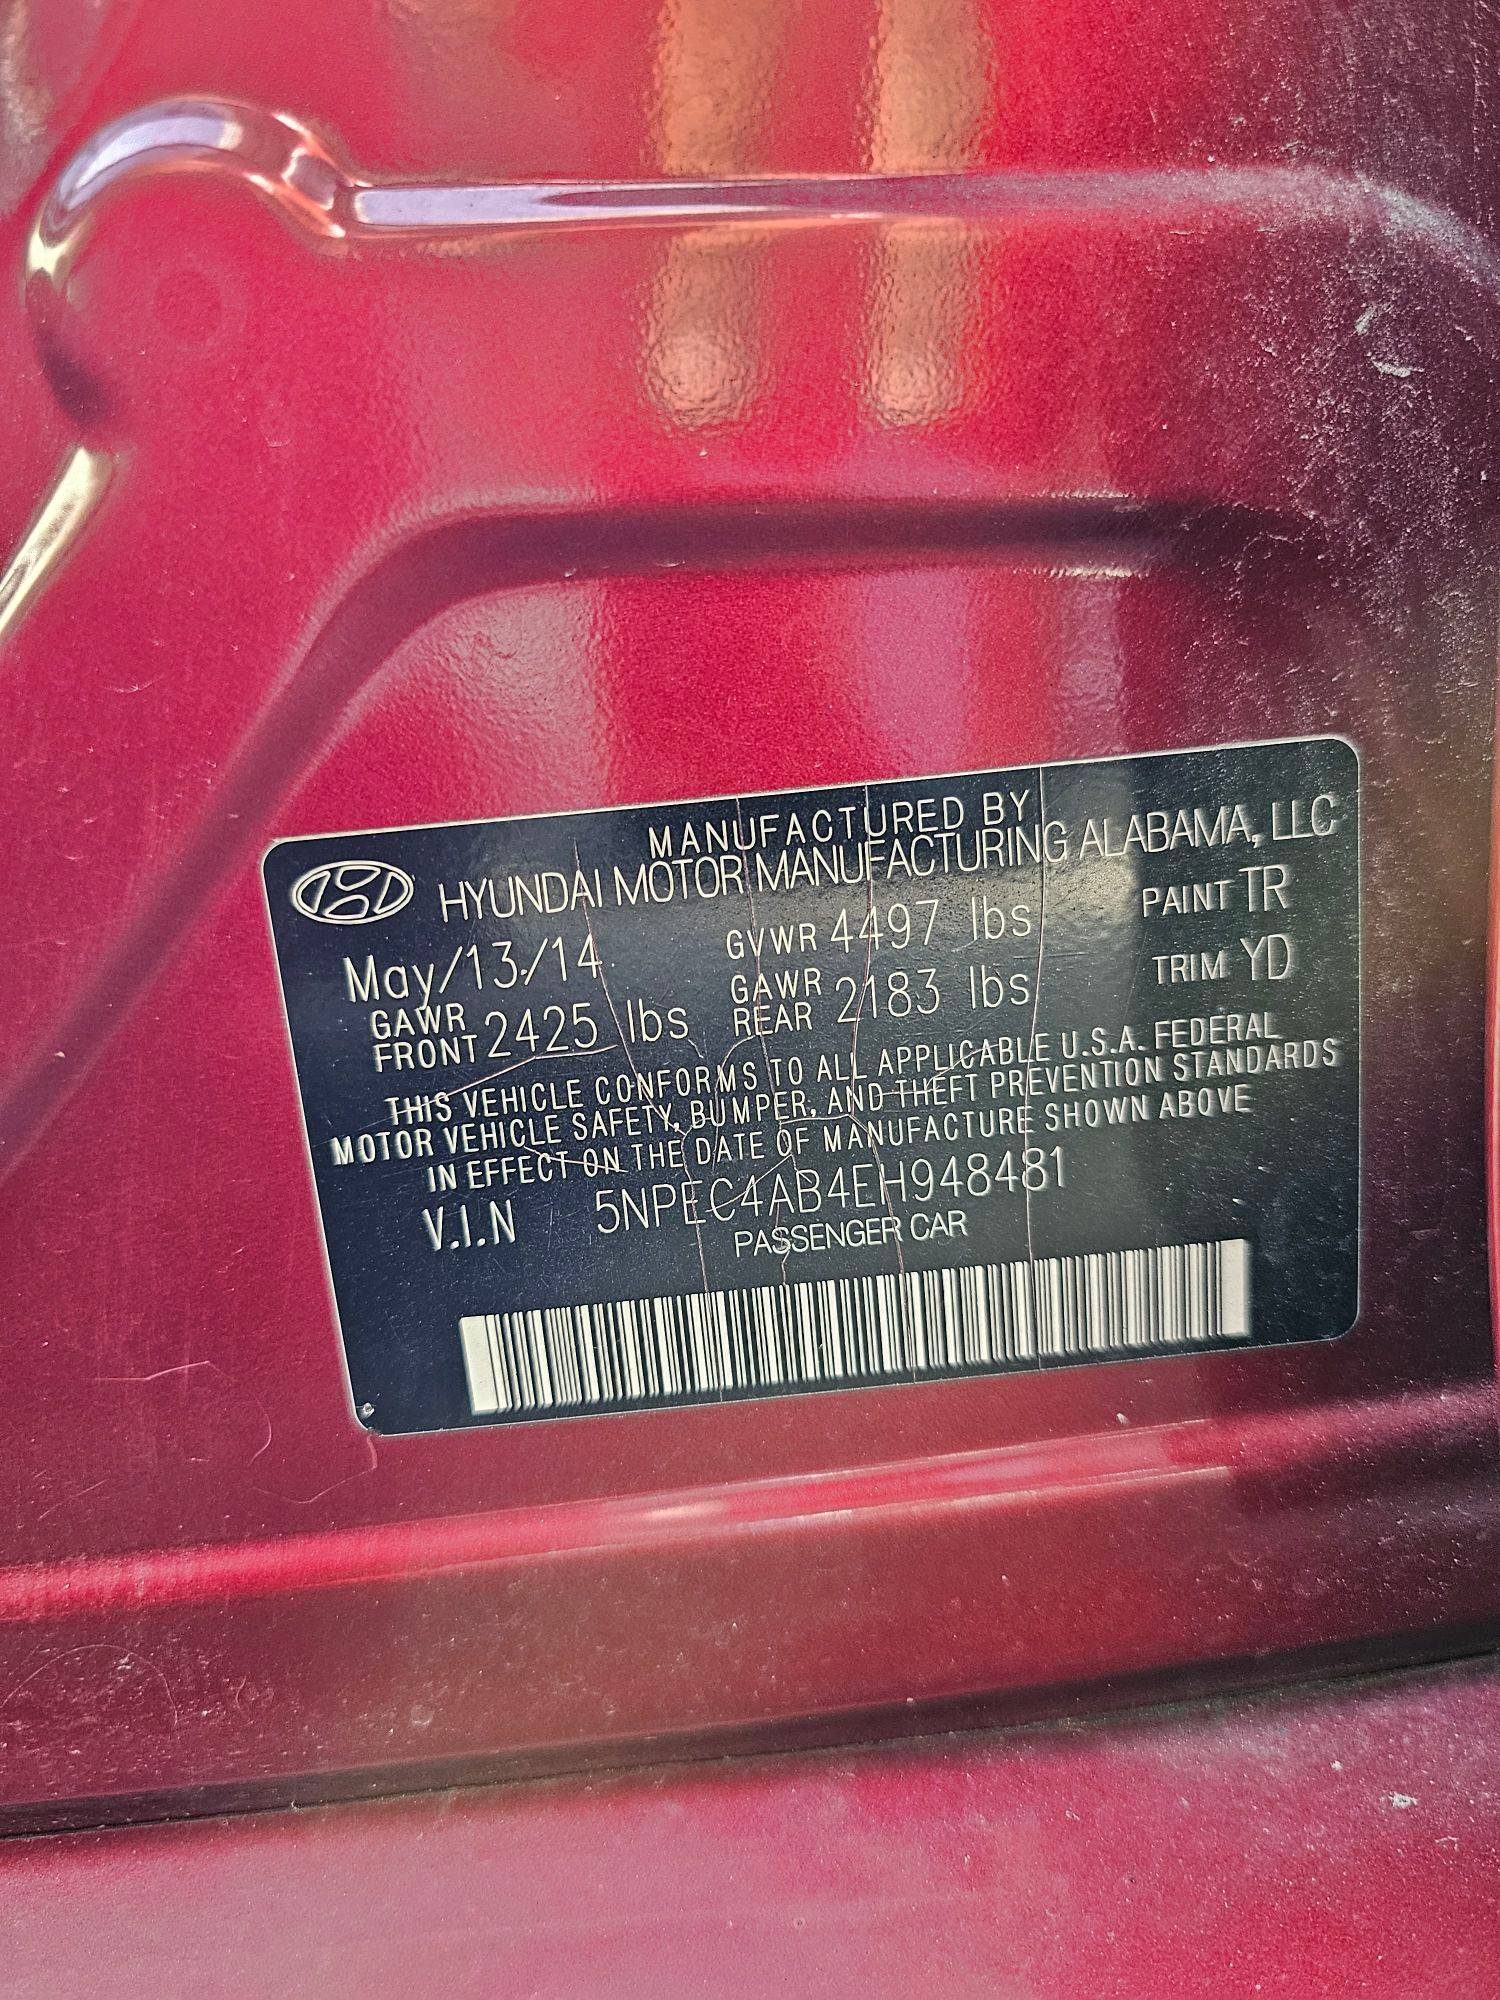 MANUFACTURED BY
HYUNDAI MOTOR MANUFACTURING ALABAMA, LLC
May/13/14 GVWR 4497 lbs PAINT TR
GAWR FRONT 2425 lbs GAWR REAR 2183 lbs TRIM YD
THIS VEHICLE CONFORMS TO ALL APPLICABLE U.S.A. FEDERAL
MOTOR VEHICLE SAFETY, BUMPER, AND THEFT PREVENTION STANDARDS
IN EFFECT ON THE DATE OF MANUFACTURE SHOWN ABOVE
V.I.N 5NPEC4AB4EH948481
PASSENGER CAR